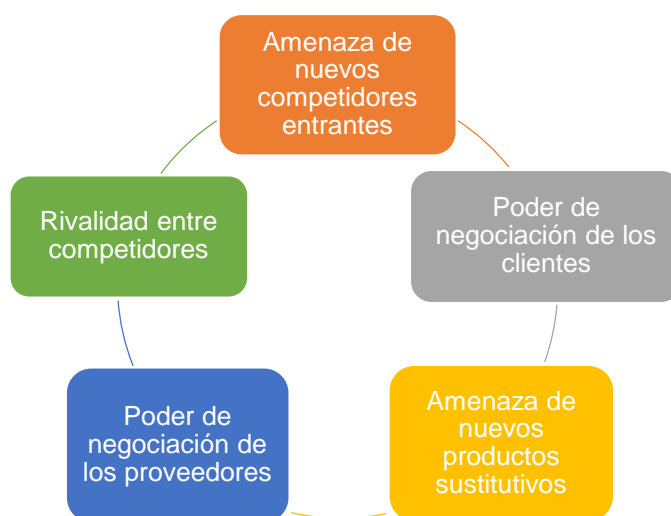 Amenaza de
nuevos
competidores
entrantes
Poder de
negociación de los
clientes
Amenaza de
nuevos
productos
sustitutivos
Poder de
negociación de
los proveedores
Rivalidad entre
competidores